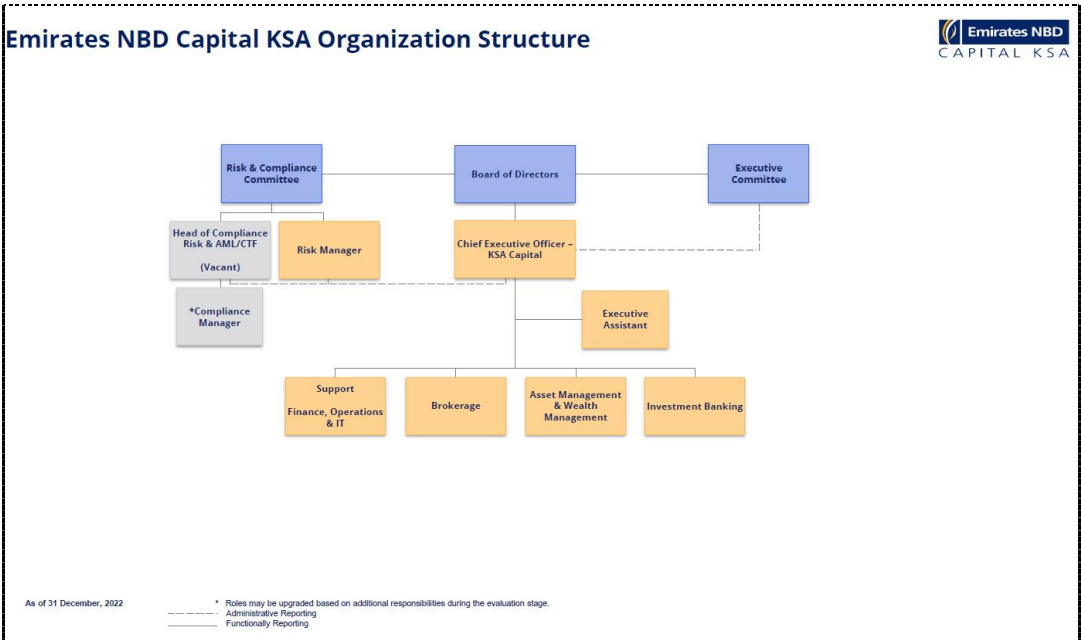 Emirates NBD Capital KSA Organization Structure
Emirates NBD
CAPITAL KSA
Risk & Compliance
Committee
Board of Directors
Executive
Committee
Head of Compliance
Risk & AML/CTF
(Vacant)
Risk Manager
Chief Executive Officer –
KSA Capital
*Compliance
Manager
Executive
Assistant
Support
Finance, Operations
& IT
Brokerage
Asset Management
& Wealth
Management
Investment Banking
As of 31 December, 2022
* Roles may be upgraded based on additional responsibilities during the evaluation stage.
Administrative Reporting
Functionally Reporting